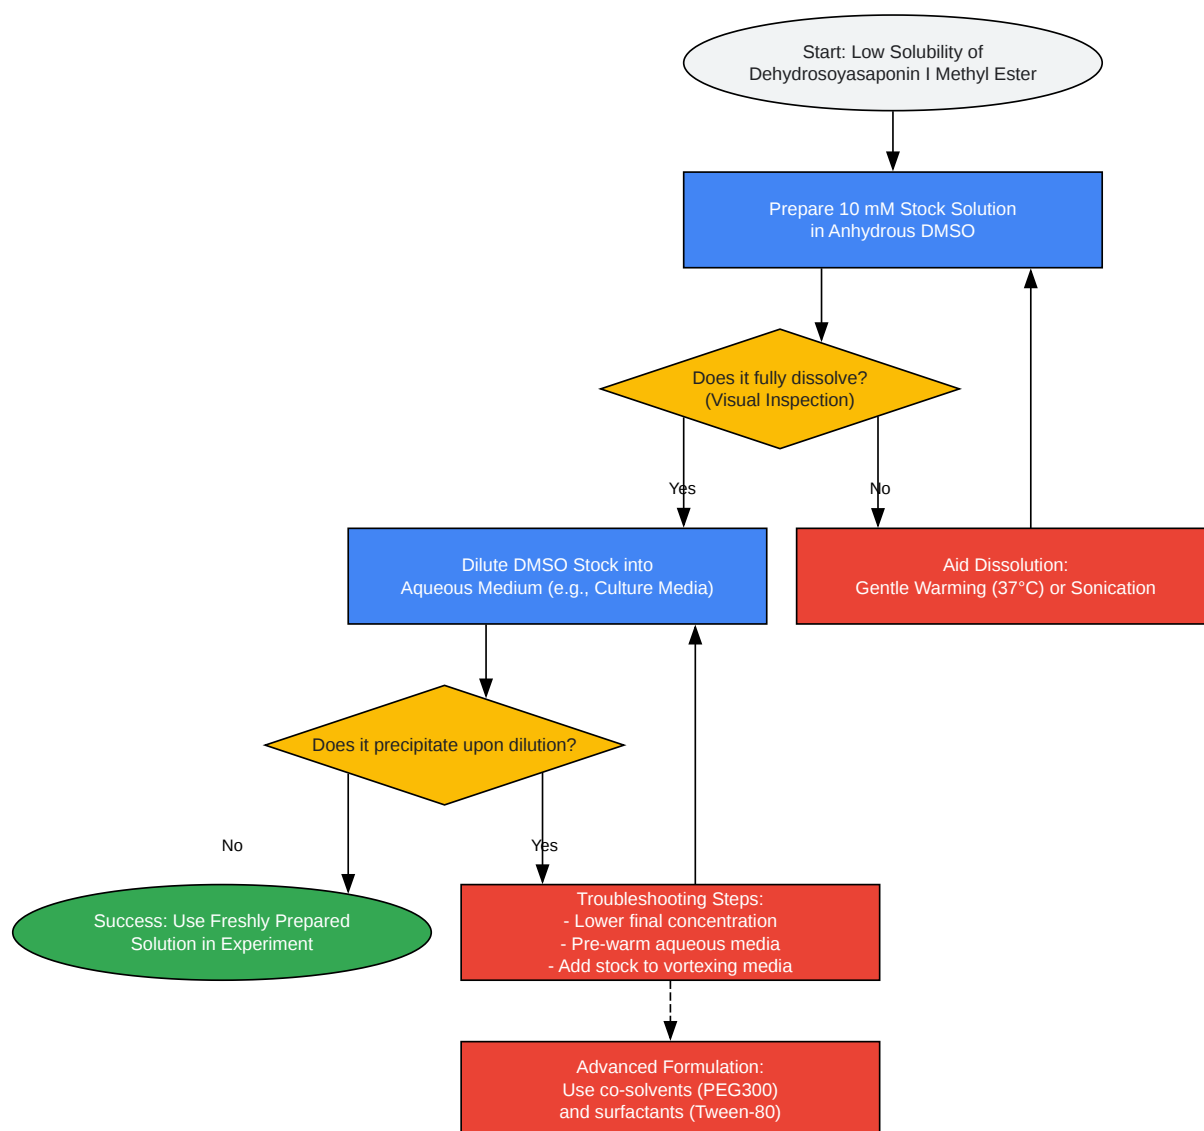 Start: Low Solubility of
Dehydrosoyasaponin I Methyl Ester
Prepare 10 mM Stock Solution
in Anhydrous DMSO
Does it fully dissolve?
(Visual Inspection)
Yes
No
Dilute DMSO Stock into
Aqueous Medium (e.g., Culture Media)
Aid Dissolution:
Gentle Warming (37°C) or Sonication
Does it precipitate upon dilution?
No
Yes
Success: Use Freshly Prepared
Solution in Experiment
Troubleshooting Steps:
- Lower final concentration
- Pre-warm aqueous media
- Add stock to vortexing media
Advanced Formulation:
Use co-solvents (PEG300)
and surfactants (Tween-80)